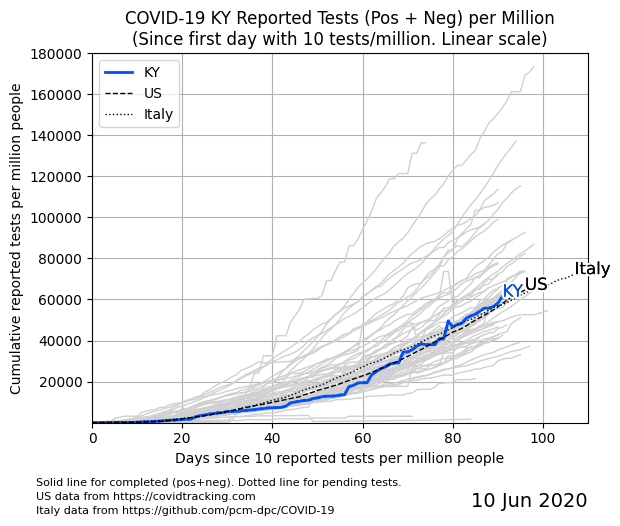 COVID-19 KY Reported Tests (Pos + Neg) per Million
(Since first day with 10 tests/million. Linear scale)
180000
160000
140000
120000
100000
80000
60000
40000
20000
Cumulative reported tests per million people
KY
US
Italy
Italy
US
KY
0
20
40
60
80
100
Days since 10 reported tests per million people
Solid line for completed (pos+neg). Dotted line for pending tests.
US data from https://covidtracking.com
Italy data from https://github.com/pcm-dpc/COVID-19
10 Jun 2020